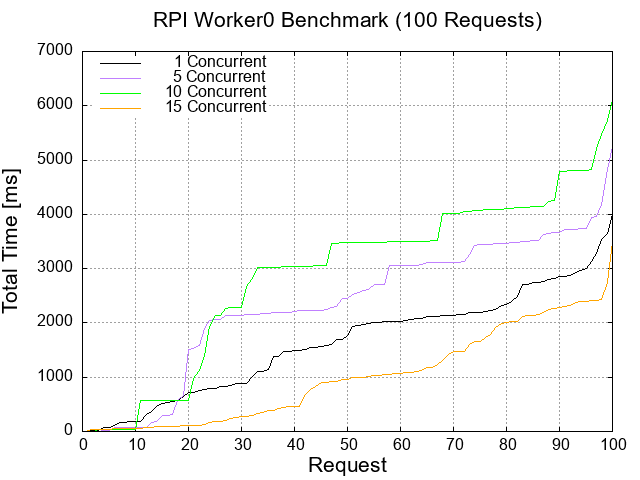 RPI Worker0 Benchmark (100 Requests)
7000
6000
5000
4000
3000
2000
1000
0
Total Time [ms]
1 Concurrent
5 Concurrent
10 Concurrent
15 Concurrent
0 10 20 30 40 50 60 70 80 90 100
Request